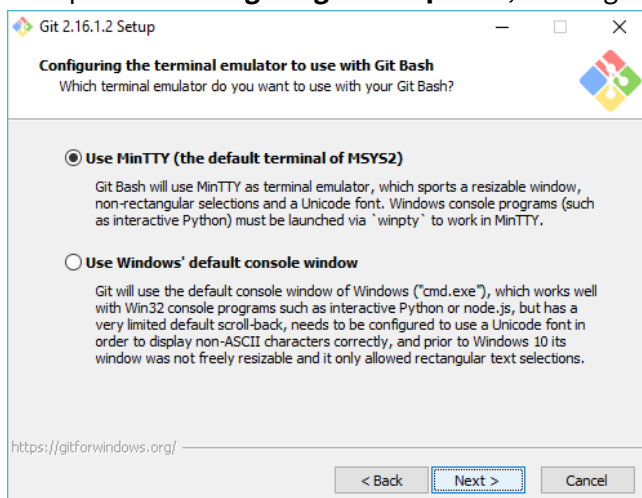 Git 2.16.1.2 Setup
Configuring the terminal emulator to use with Git Bash
Which terminal emulator do you want to use with your Git Bash?
Use MinTTY (the default terminal of MSYS2)
Git Bash will use MinTTY as terminal emulator, which sports a resizable window,
non-rectangular selections and a Unicode font. Windows console programs (such
as interactive Python) must be launched via `winpty` to work in MinTTY.
Use Windows' default console window
Git will use the default console window of Windows ("cmd.exe"), which works well
with Win32 console programs such as interactive Python or node.js, but has a
very limited default scroll-back, needs to be configured to use a Unicode font in
order to display non-ASCII characters correctly, and prior to Windows 10 its
window was not freely resizable and it only allowed rectangular text selections.
https://gitforwindows.org/
< Back Next > Cancel